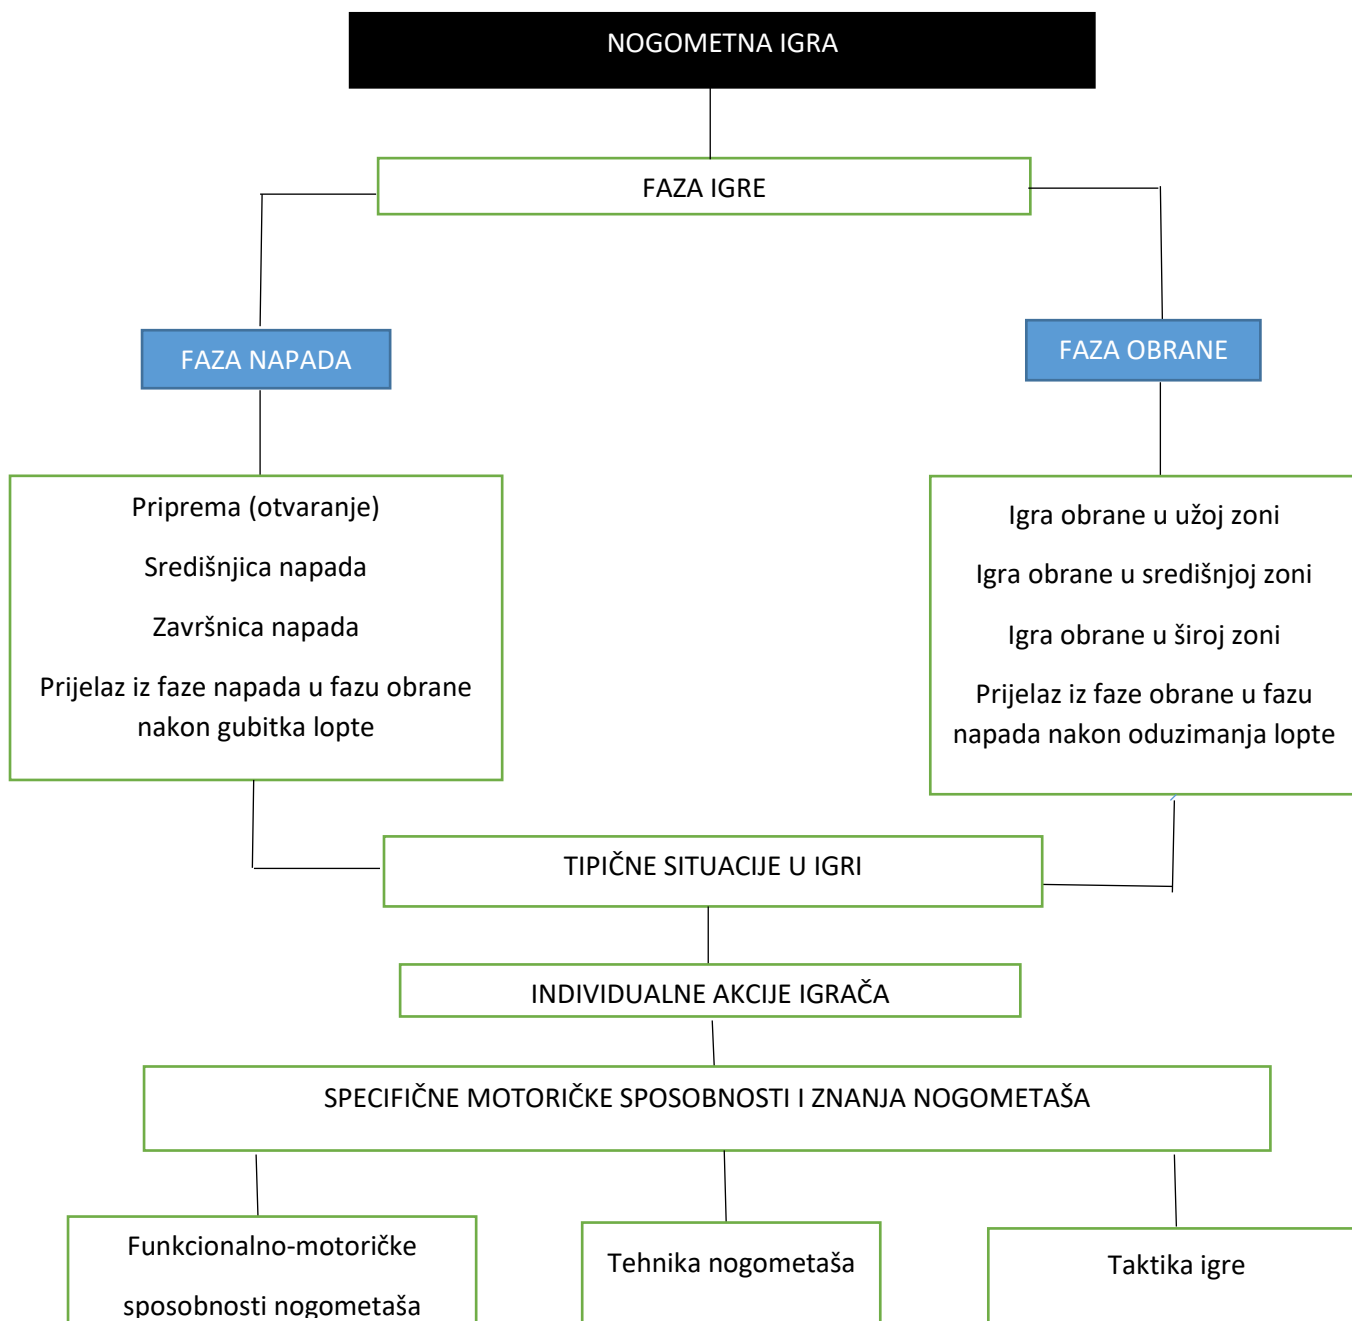 NOGOMETNA IGRA
FAZA IGRE
FAZA NAPADA
FAZA OBRANE
Priprema (otvaranje)
Središnjica napada
Završnica napada
Prijelaz iz faze napada u fazu obrane
nakon gubitka lopte
Igra obrane u užoj zoni
Igra obrane u središnjoj zoni
Igra obrane u široj zoni
Prijelaz iz faze obrane u fazu
napada nakon oduzimanja lopte
TIPIČNE SITUACIJE U IGRI
INDIVIDUALNE AKCIJE IGRAČA
SPECIFIČNE MOTORIČKE SPOSOBNOSTI I ZNANJA NOGOMETAŠA
Funkcionalno-motoričke
sposobnosti nogometaša
Tehnika nogometaša
Taktika igre